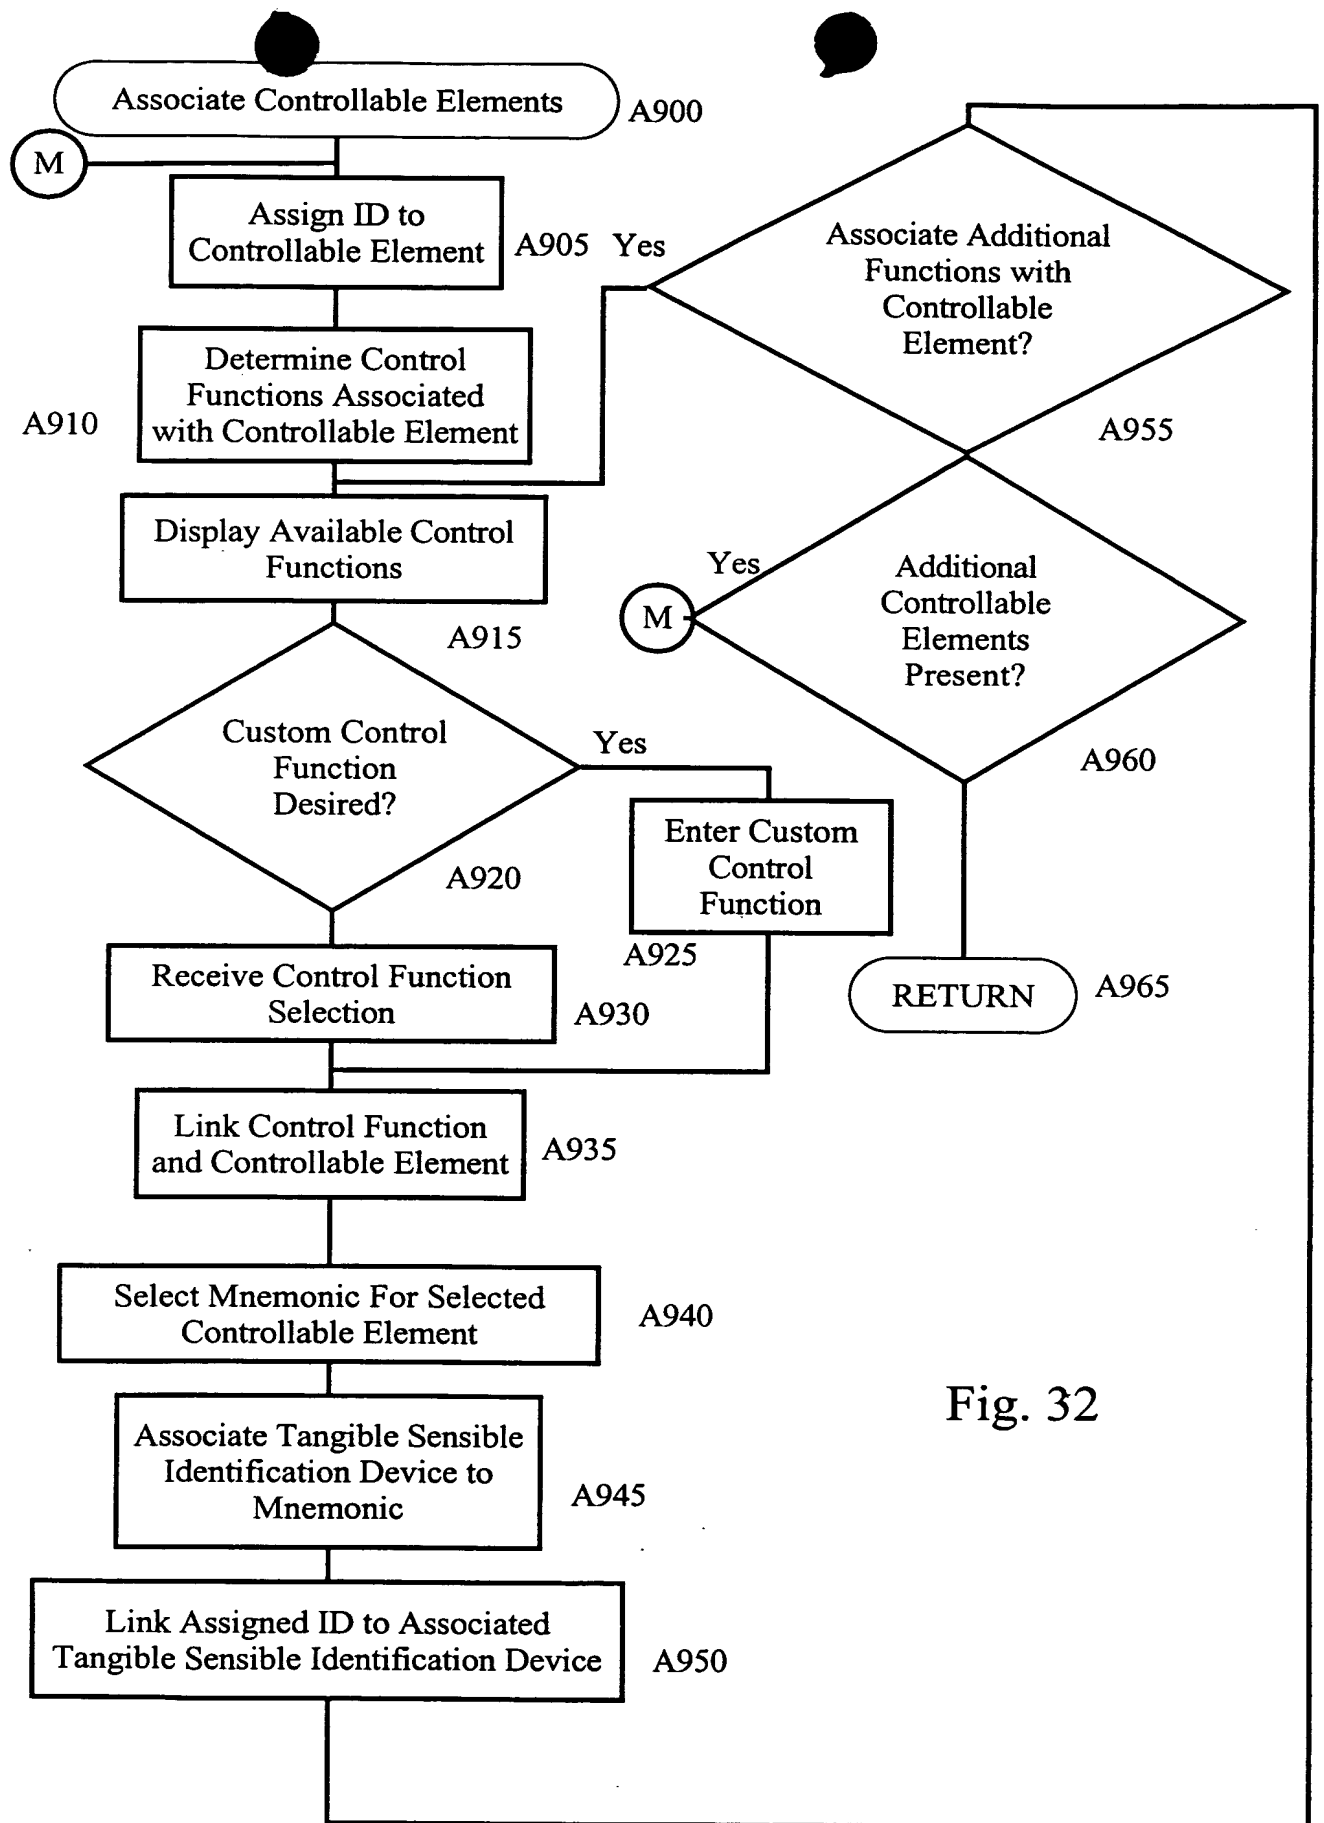 Associate Controllable Elements
A900
M
Assign ID to
Controllable Element
A905
Determine Control
Functions Associated
with Controllable Element
A910
Display Available Control
Functions
A915
Custom Control
Function
Desired?
Yes
A920
Enter Custom
Control
Function
A925
Receive Control Function
Selection
A930
Link Control Function
and Controllable Element
A935
Select Mnemonic For Selected
Controllable Element
A940
Associate Tangible Sensible
Identification Device to
Mnemonic
A945
Link Assigned ID to Associated
Tangible Sensible Identification Device
A950
Yes
Associate Additional
Functions with
Controllable
Element?
A955
Yes
M
Additional
Controllable
Elements
Present?
A960
RETURN
A965
Fig. 32